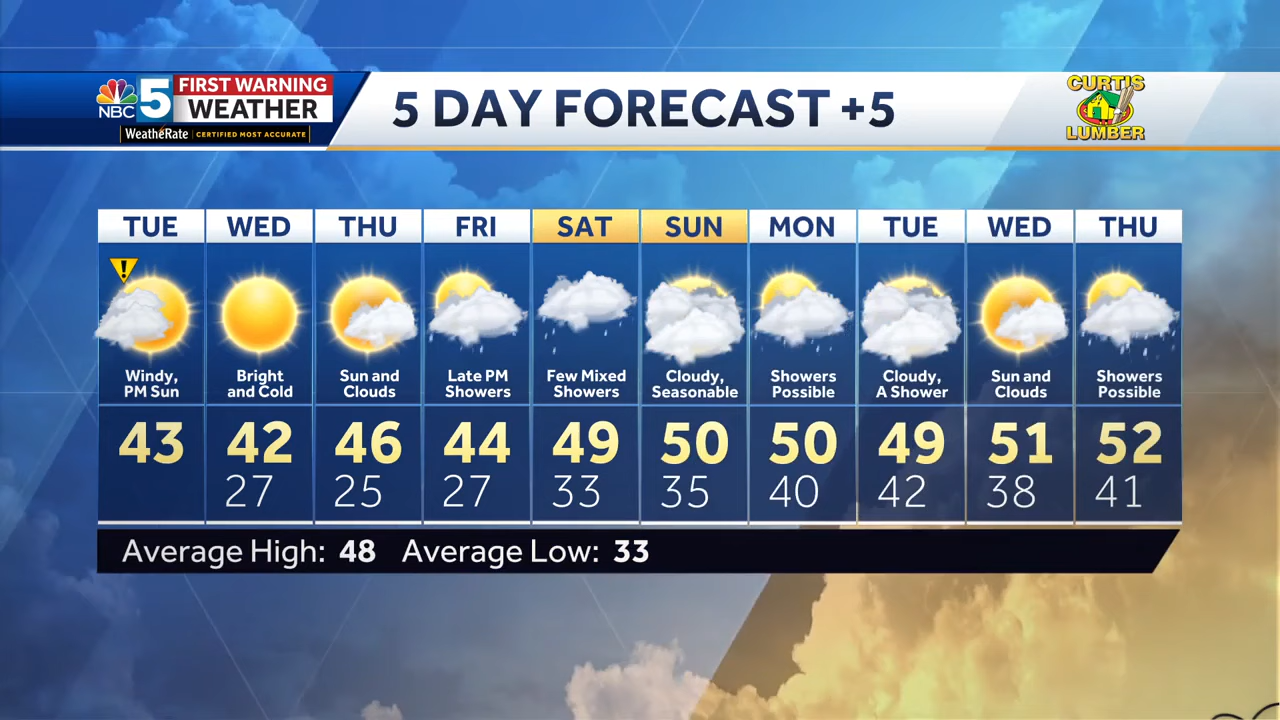 NBC 5 FIRST WARNING
WEATHER
WeatheRate CERTIFIED MOST ACCURATE
5 DAY FORECAST +5
CURTIS
LUMBER
TUE WED THU FRI SAT SUN MON TUE WED THU
!
Windy, Bright Sun and Late PM Few Mixed Cloudy, Showers Cloudy, Sun and Showers
PM Sun and Cold Clouds Showers Showers Seasonable Possible A Shower Clouds Possible
43 42 46 44 49 50 50 49 51 52
27 25 27 33 35 40 42 38 41
Average High: 48 Average Low: 33